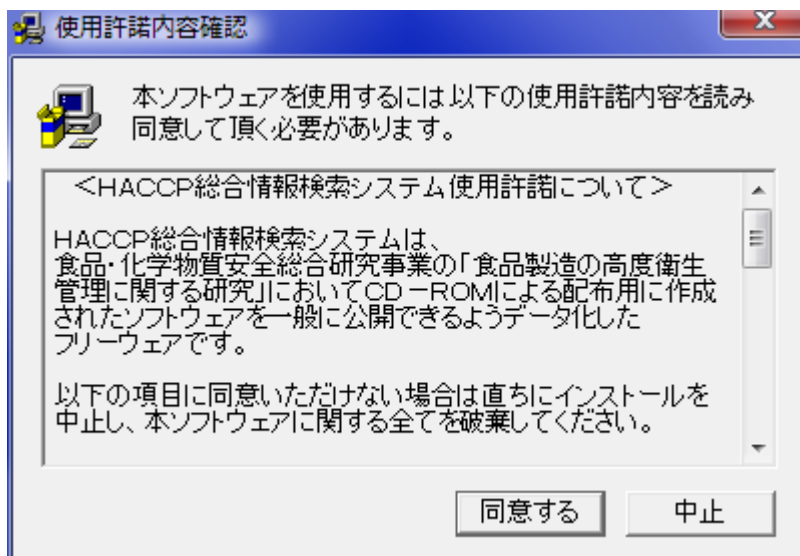 使用許諾内容確認
本ソフトウェアを使用するには以下の使用許諾内容を読み
同意して頂く必要があります。
＜HACCP総合情報検索システム使用許諾について＞
HACCP総合情報検索システムは、
食品・化学物質安全総合研究事業の「食品製造の高度衛生
管理に関する研究」においてCD－ROMによる配布用に作成
されたソフトウェアを一般に公開できるようデータ化した
フリーウェアです。
以下の項目に同意いただけない場合は直ちにインストールを
中止し、本ソフトウェアに関する全てを破棄してください。
同意する
中止